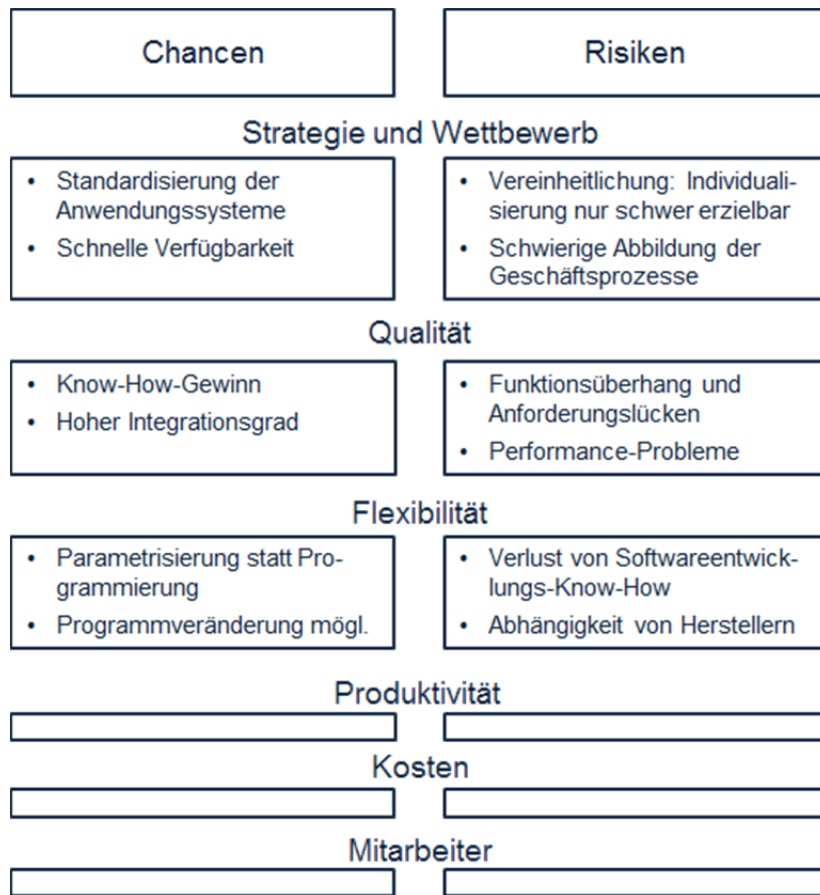 Chancen
Risiken
Strategie und Wettbewerb
• Standardisierung der
Anwendungssysteme
• Schnelle Verfügbarkeit
• Vereinheitlichung: Individuali-
sierung nur schwer erzielbar
• Schwierige Abbildung der
Geschäftsprozesse
Qualität
• Know-How-Gewinn
• Hoher Integrationsgrad
• Funktionsüberhang und
Anforderungslücken
• Performance-Probleme
Flexibilität
• Parametrisierung statt Pro-
grammierung
• Programmveränderung mögl.
• Verlust von Softwareentwick-
lungs-Know-How
• Abhängigkeit von Herstellern
Produktivität
Kosten
Mitarbeiter